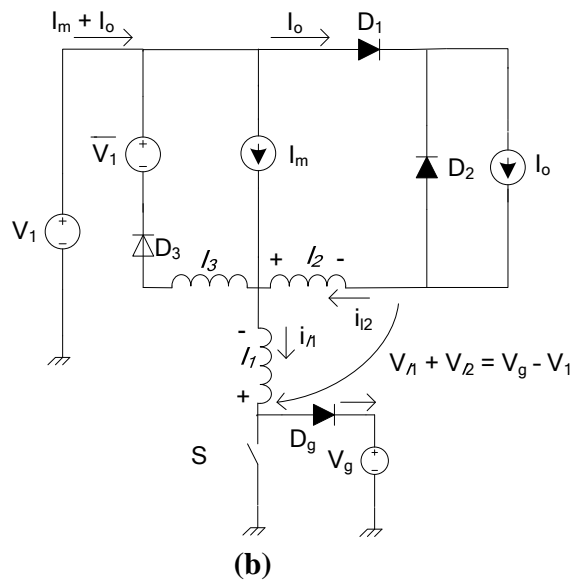 I_m + I_o
I_o
D_1
+
V̅_1
-
I_m
D_2
I_o
V_1
+
-
D_3
l_3
+ l_2 -
i_l2
-
l_1
i_l1
+
V_l1 + V_l2 = V_g - V_1
D_g
S
V_g
+
-
(b)